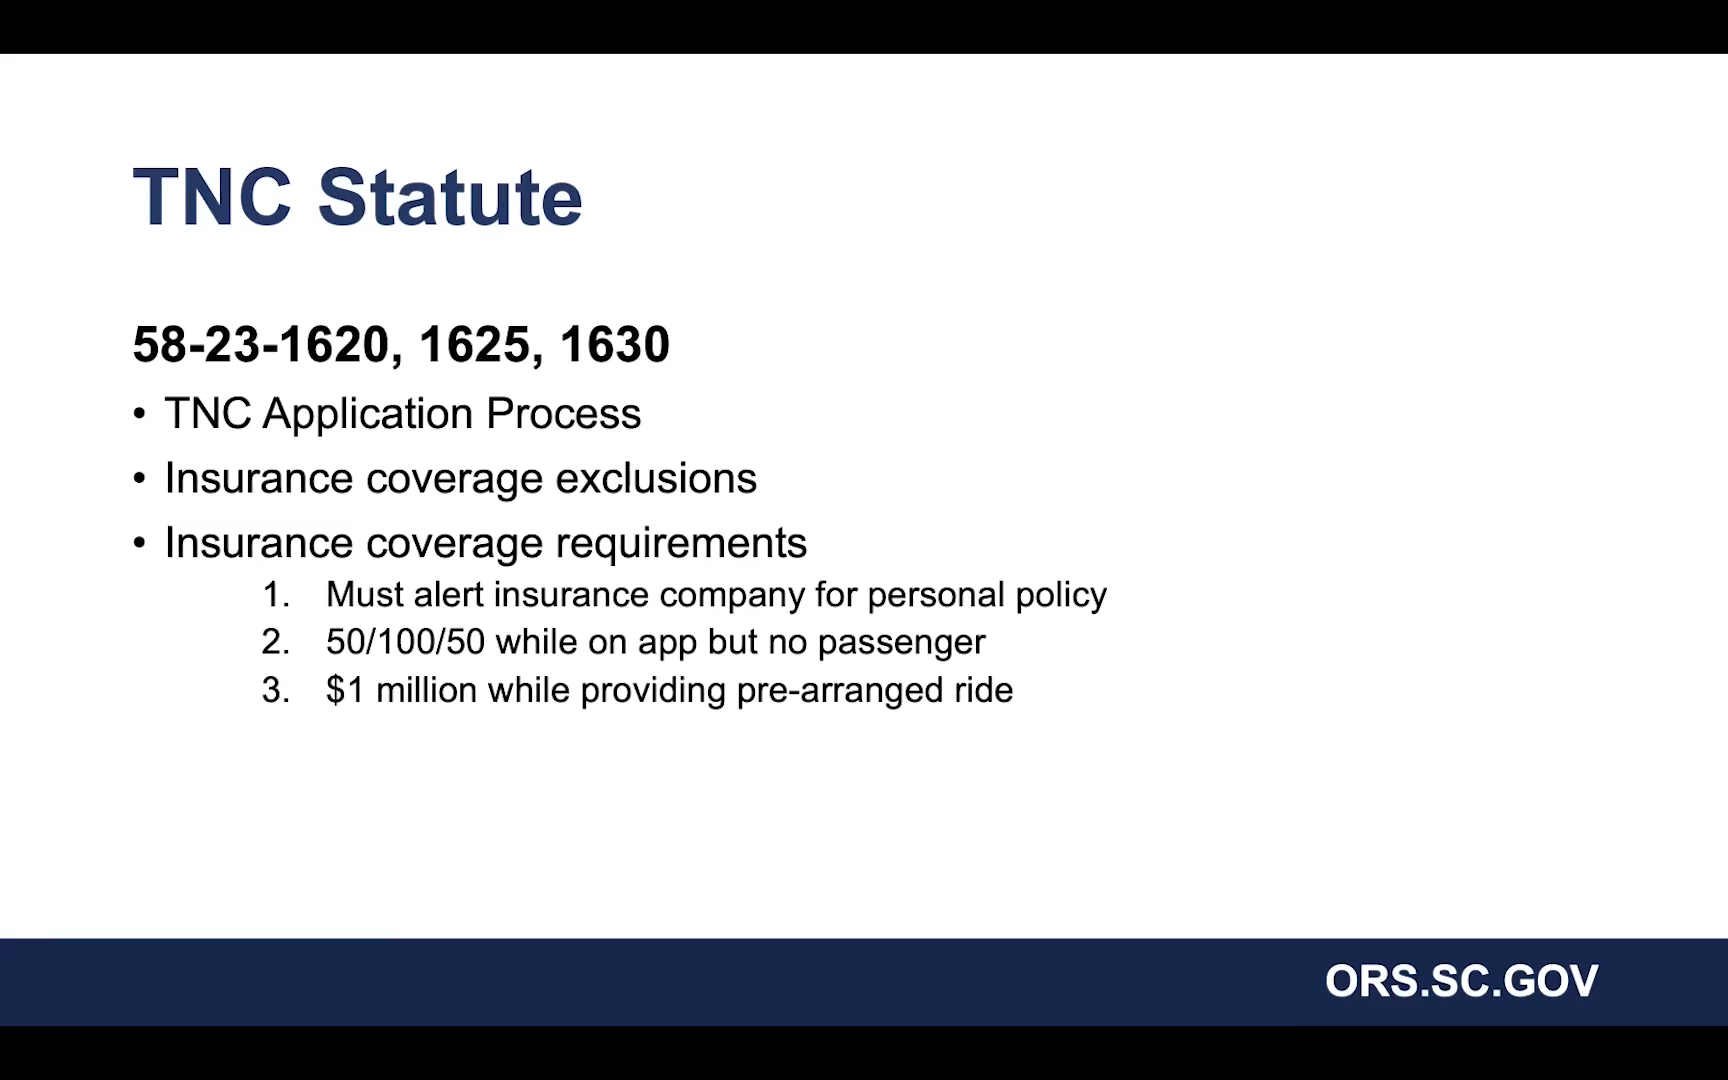 TNC Statute
58-23-1620, 1625, 1630
• TNC Application Process
• Insurance coverage exclusions
• Insurance coverage requirements
1. Must alert insurance company for personal policy
2. 50/100/50 while on app but no passenger
3. $1 million while providing pre-arranged ride
ORS.SC.GOV